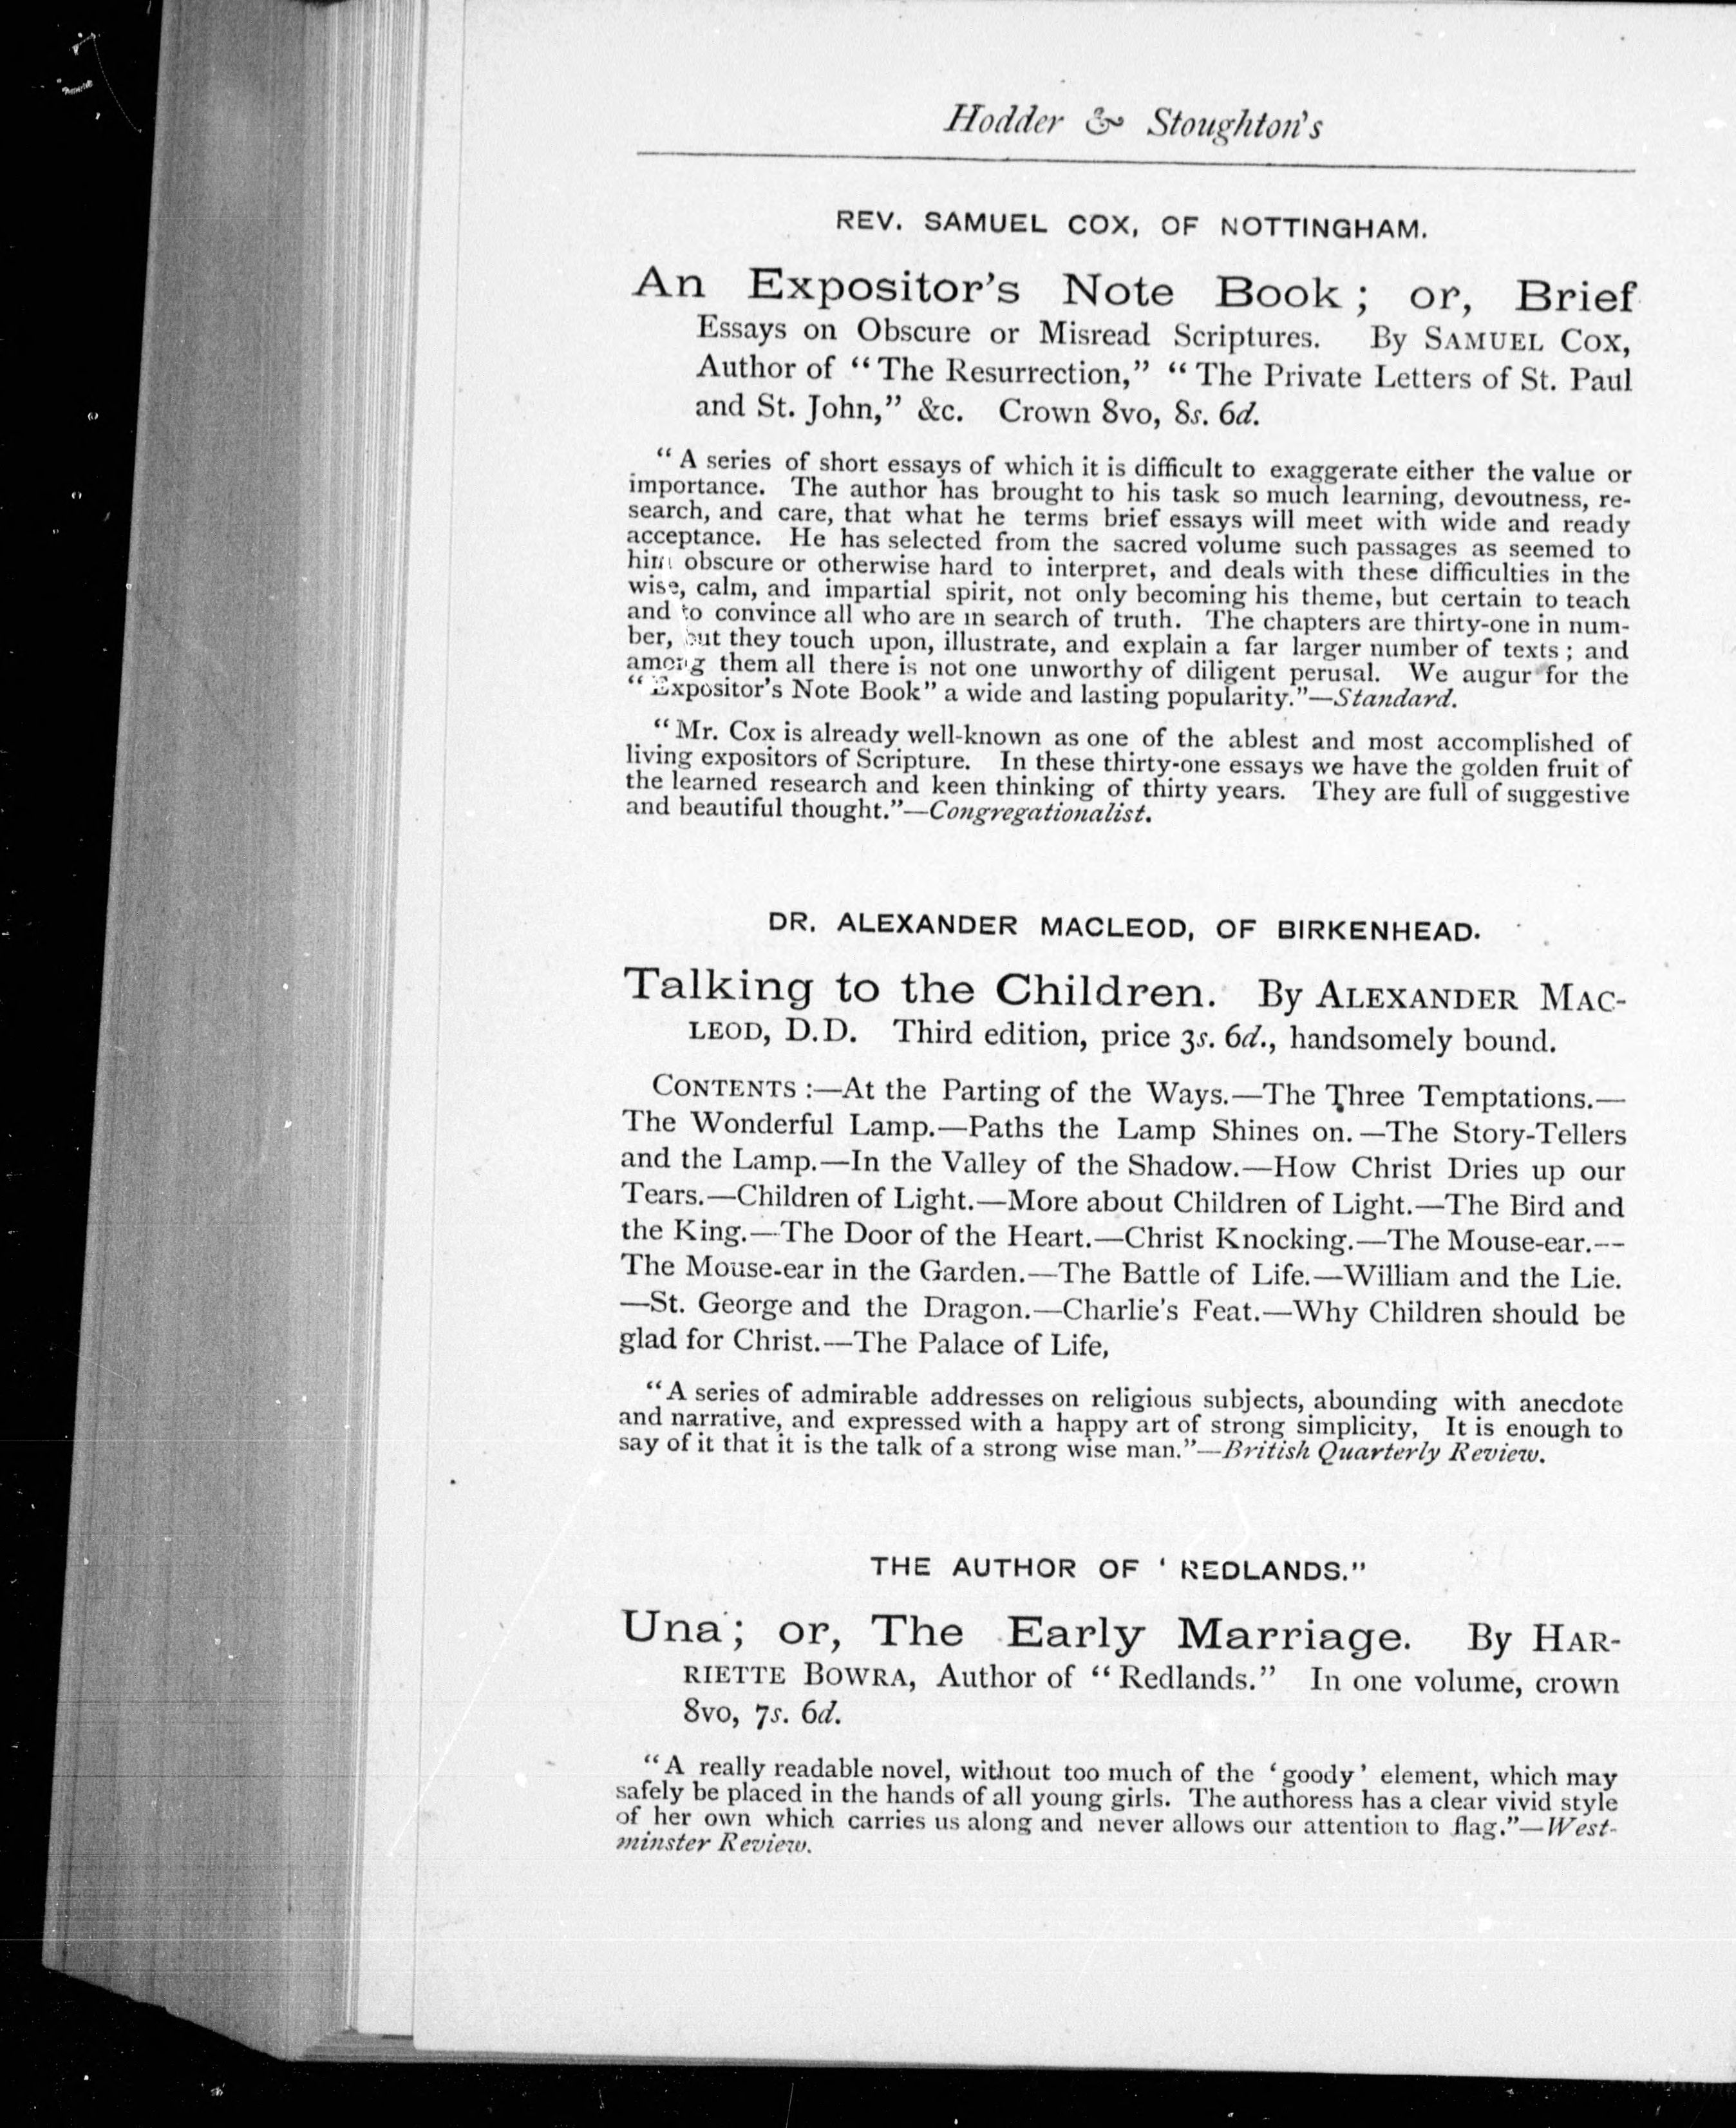 Hodder & Stoughton's
REV. SAMUEL COX, OF NOTTINGHAM.
An Expositor's Note Book; or, Brief
Essays on Obscure or Misread Scriptures. By SAMUEL COX,
Author of "The Resurrection," "The Private Letters of St. Paul
and St. John," &c. Crown 8vo, 8s. 6d.
"A series of short essays of which it is difficult to exaggerate either the value or
importance. The author has brought to his task so much learning, devoutness, re-
search, and care, that what he terms brief essays will meet with wide and ready
acceptance. He has selected from the sacred volume such passages as seemed to
him obscure or otherwise hard to interpret, and deals with these difficulties in the
wise, calm, and impartial spirit, not only becoming his theme, but certain to teach
and to convince all who are in search of truth. The chapters are thirty-one in num-
ber, but they touch upon, illustrate, and explain a far larger number of texts; and
among them all there is not one unworthy of diligent perusal. We augur for the
"Expositor's Note Book" a wide and lasting popularity."—Standard.
"Mr. Cox is already well-known as one of the ablest and most accomplished of
living expositors of Scripture. In these thirty-one essays we have the golden fruit of
the learned research and keen thinking of thirty years. They are full of suggestive
and beautiful thought."—Congregationalist.
DR. ALEXANDER MACLEOD, OF BIRKENHEAD.
Talking to the Children. By ALEXANDER MAC-
LEOD, D.D. Third edition, price 3s. 6d., handsomely bound.
CONTENTS:—At the Parting of the Ways.—The Three Temptations.—
The Wonderful Lamp.—Paths the Lamp Shines on.—The Story-Tellers
and the Lamp.—In the Valley of the Shadow.—How Christ Dries up our
Tears.—Children of Light.—More about Children of Light.—The Bird and
the King.—The Door of the Heart.—Christ Knocking.—The Mouse-ear.—
The Mouse-ear in the Garden.—The Battle of Life.—William and the Lie.
—St. George and the Dragon.—Charlie's Feat.—Why Children should be
glad for Christ.—The Palace of Life,
"A series of admirable addresses on religious subjects, abounding with anecdote
and narrative, and expressed with a happy art of strong simplicity, It is enough to
say of it that it is the talk of a strong wise man."—British Quarterly Review.
THE AUTHOR OF ' REDLANDS."
Una; or, The Early Marriage. By HAR-
RIETTE BOWRA, Author of "Redlands." In one volume, crown
8vo, 7s. 6d.
"A really readable novel, without too much of the 'goody' element, which may
safely be placed in the hands of all young girls. The authoress has a clear vivid style
of her own which carries us along and never allows our attention to flag."—West-
minster Review.